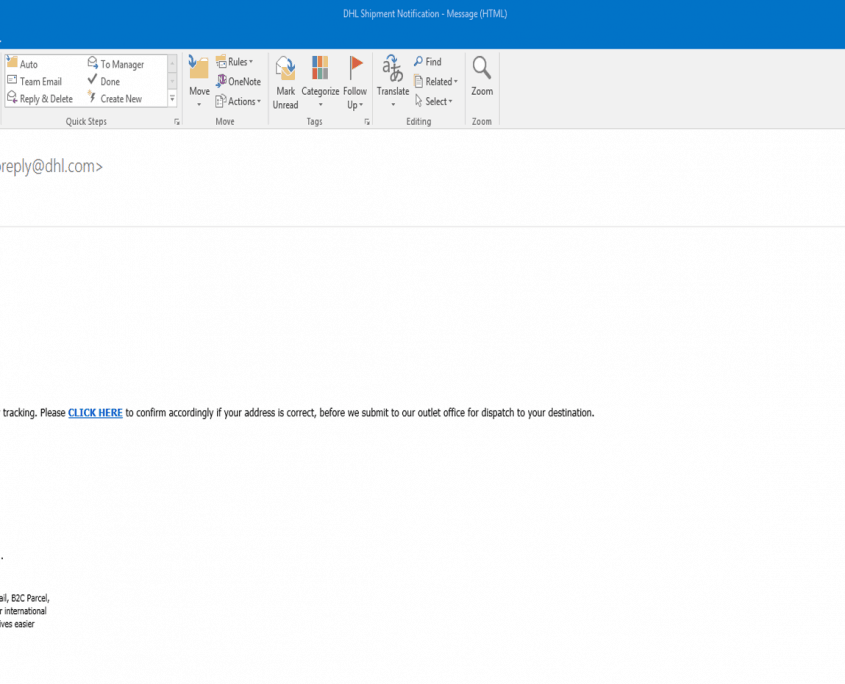 DHL Shipment Notification - Message (HTML)
Auto
To Manager
Team Email
Done
Reply & Delete
Create New
Quick Steps
Move
Rules
OneNote
Actions
Move
Mark
Unread
Categorize
Follow
Up
Tags
Translate
Find
Related
Select
Editing
Zoom
Zoom
reply@dhl.com>
tracking. Please CLICK HERE to confirm accordingly if your address is correct, before we submit to our outlet office for dispatch to your destination.
.
ail, B2C Parcel,
r international
ives easier